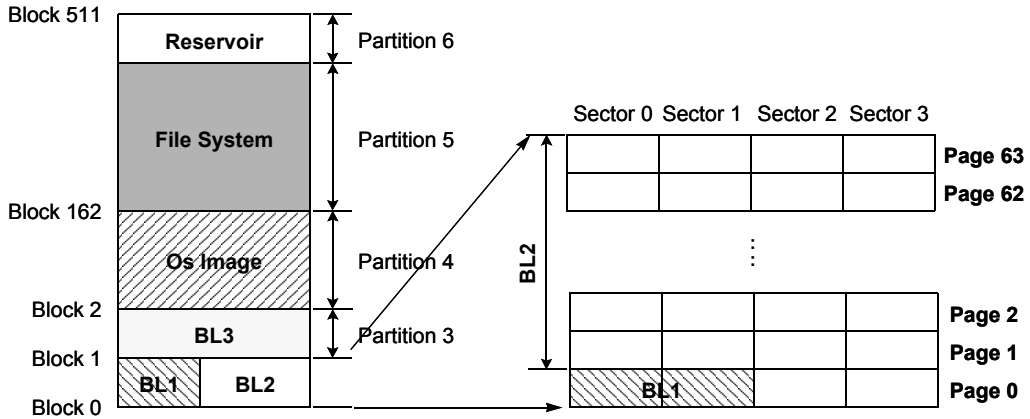 Block 511
Reservoir
Partition 6
File System
Partition 5
Block 162
Os Image
Partition 4
Block 2
BL3
Partition 3
Block 1
BL1
BL2
Block 0
Sector 0 Sector 1 Sector 2 Sector 3
Page 63
Page 62
BL2
Page 2
Page 1
BL1
Page 0